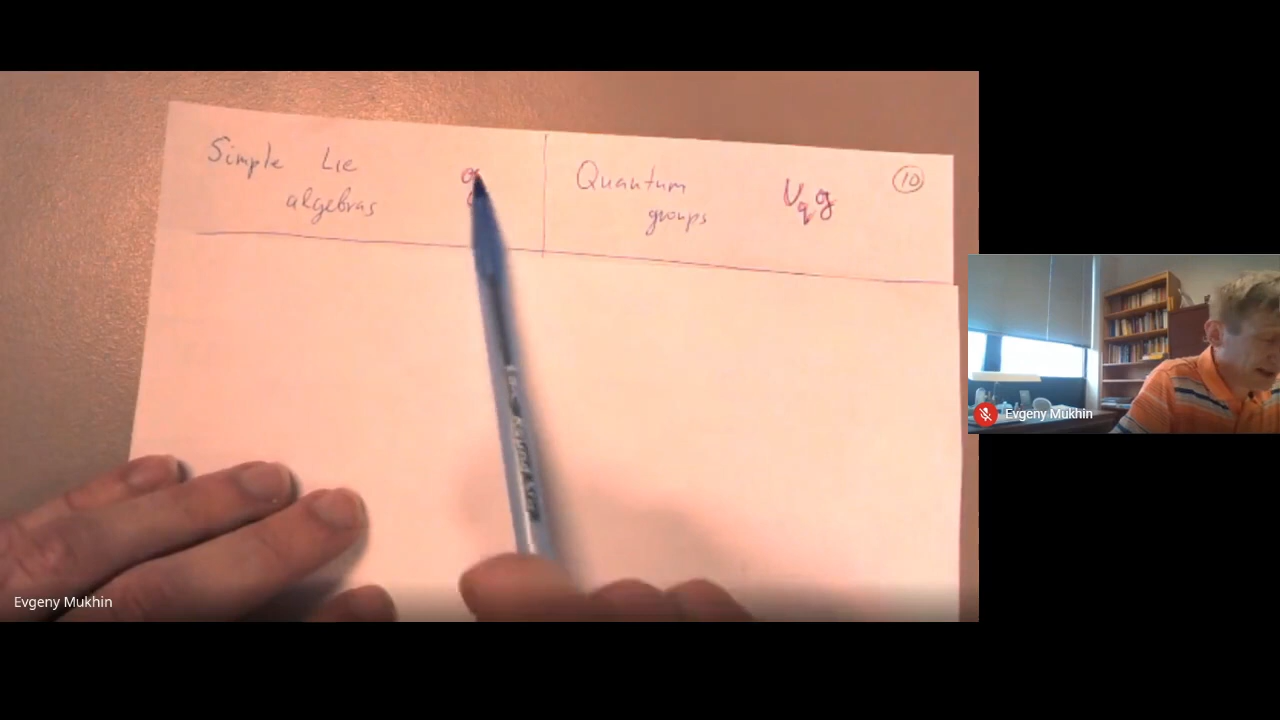 Simple Lie g
algebras
Quantum U_q g
groups
10
Evgeny Mukhin
Evgeny Mukhin